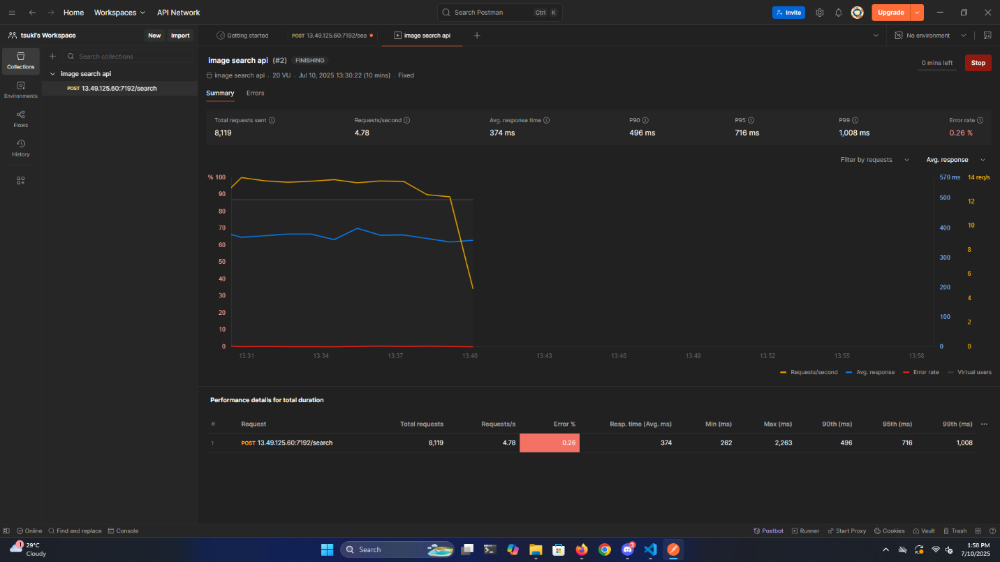 Home Workspaces API Network Search Postman Ctrl K Invite Upgrade
tsuki's Workspace New Import Getting started POST 13.49.125.60:7192/sea image search api No environment
Collections
Environments
Flows
History
Search collections
image search api
POST 13.49.125.60:7192/search
image search api (#2) FINISHING 0 mins left Stop
image search api . 20 VU . Jul 10, 2025 13:30:22 (10 mins) . Fixed
Summary Errors
Total requests sent Requests/second Avg. response time P90 P95 P99 Error rate
8,119 4.78 374 ms 496 ms 716 ms 1,008 ms 0.26 %
Filter by requests Avg. response
% 100 570 ms 14 req/s
90 500 12
80
70 400 10
60 8
50 300
40 6
30 200 4
20 100
10 2
0 0 0
13:31 13:34 13:37 13:40 13:43 13:46 13:49 13:52 13:55 13:58
Requests/second Avg. response Error rate Virtual users
Performance details for total duration
# Request Total requests Requests/s Error % Resp. time (Avg. ms) Min (ms) Max (ms) 90th (ms) 95th (ms) 99th (ms)
1 POST 13.49.125.60:7192/search 8,119 4.78 0.26 374 262 2,263 496 716 1,008
Online Find and replace Console Postbot Runner Start Proxy Cookies Vault Trash
1 29°C
Cloudy
Search
3
1:58 PM
7/10/2025